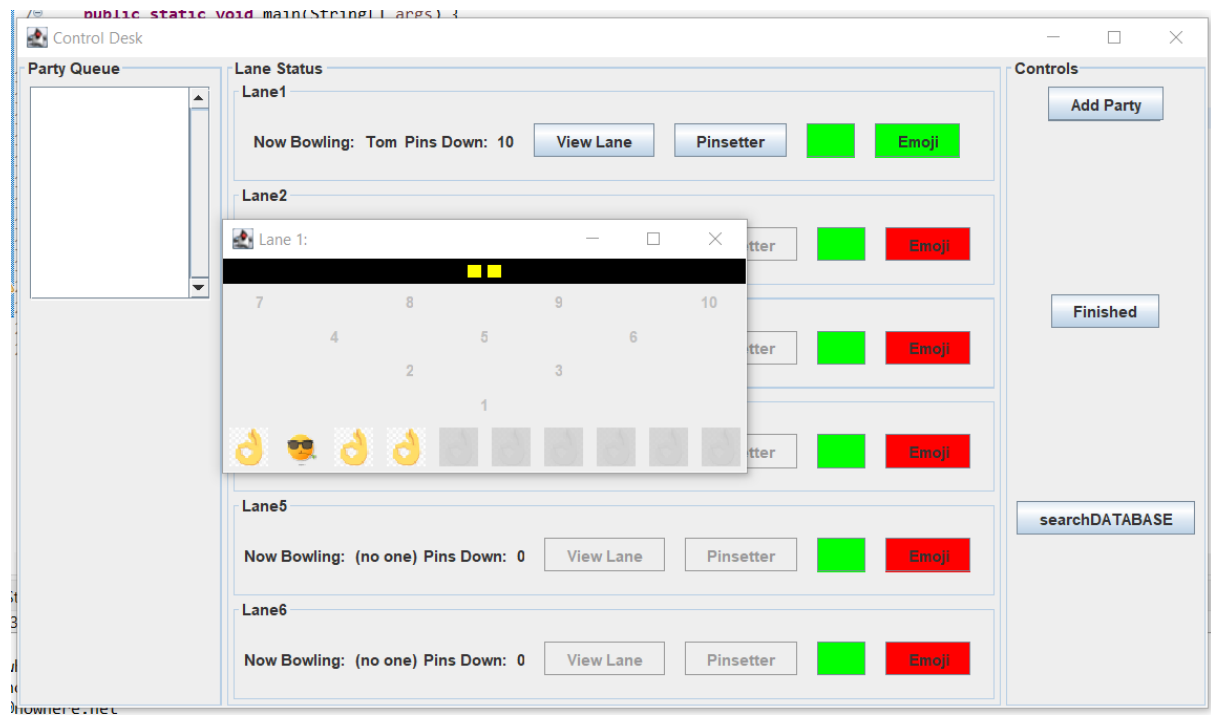 public static void main(String[] args) {
Control Desk
Party Queue
Lane Status
Controls
Lane1
Add Party
Now Bowling: Tom Pins Down: 10 View Lane Pinsetter Emoji
Lane2
Lane 1:
tter Emoji
7 8 9 10
4 5 6
Finished
2 3
tter Emoji
1
tter Emoji
Lane5
searchDATABASE
Now Bowling: (no one) Pins Down: 0 View Lane Pinsetter Emoji
Lane6
Now Bowling: (no one) Pins Down: 0 View Lane Pinsetter Emoji
nowhere.net